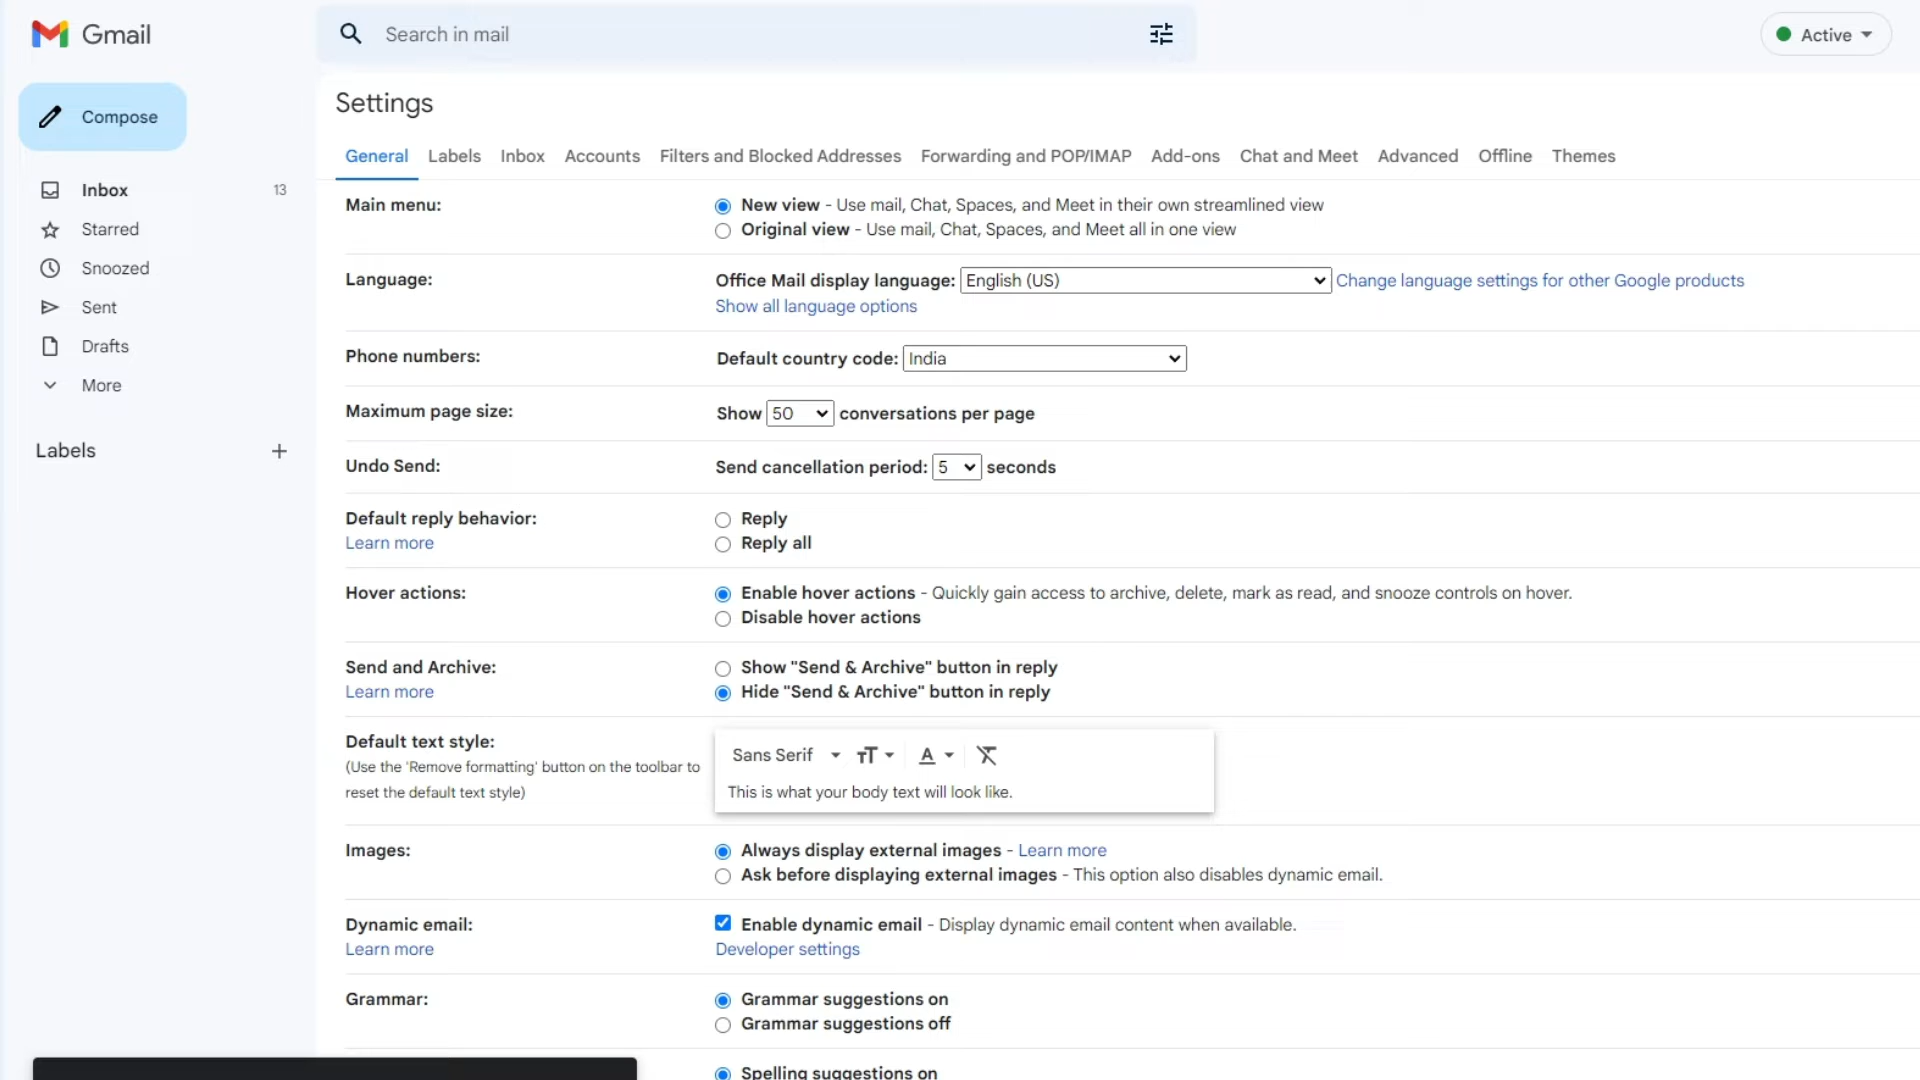 Gmail
Search in mail
Active
Compose
Inbox 13
Starred
Snoozed
Sent
Drafts
More
Labels
Settings
General Labels Inbox Accounts Filters and Blocked Addresses Forwarding and POP/IMAP Add-ons Chat and Meet Advanced Offline Themes
Main menu:
New view - Use mail, Chat, Spaces, and Meet in their own streamlined view
Original view - Use mail, Chat, Spaces, and Meet all in one view
Language:
Office Mail display language: English (US) Change language settings for other Google products
Show all language options
Phone numbers:
Default country code: India
Maximum page size:
Show 50 conversations per page
Undo Send:
Send cancellation period: 5 seconds
Default reply behavior:
Learn more
Reply
Reply all
Hover actions:
Enable hover actions - Quickly gain access to archive, delete, mark as read, and snooze controls on hover.
Disable hover actions
Send and Archive:
Learn more
Show "Send & Archive" button in reply
Hide "Send & Archive" button in reply
Default text style:
(Use the 'Remove formatting' button on the toolbar to
reset the default text style)
Sans Serif
This is what your body text will look like.
Images:
Always display external images - Learn more
Ask before displaying external images - This option also disables dynamic email.
Dynamic email:
Learn more
Enable dynamic email - Display dynamic email content when available.
Developer settings
Grammar:
Grammar suggestions on
Grammar suggestions off
Spelling suggestions on